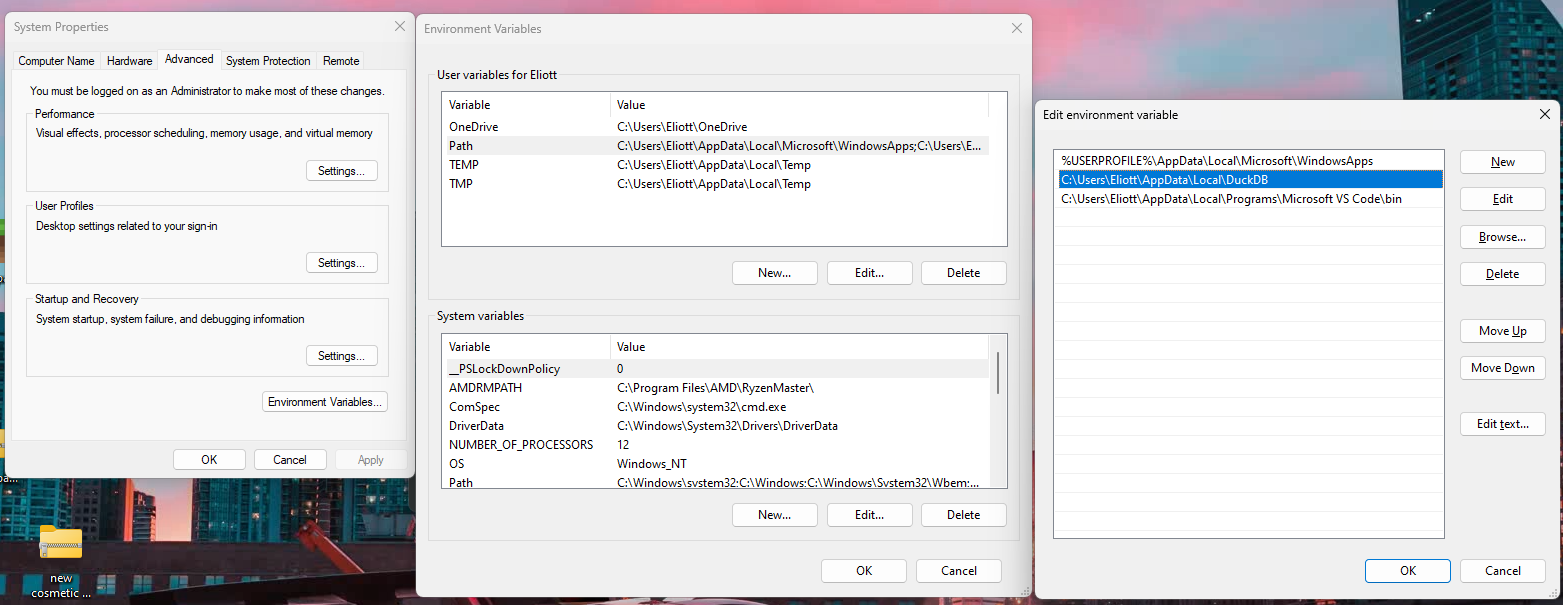 System Properties
Computer Name Hardware Advanced System Protection Remote
You must be logged on as an Administrator to make most of these changes.
Performance
Visual effects, processor scheduling, memory usage, and virtual memory
Settings...
User Profiles
Desktop settings related to your sign-in
Settings...
Startup and Recovery
System startup, system failure, and debugging information
Settings...
Environment Variables...
OK Cancel Apply
new
cosmetic ...
Environment Variables
User variables for Eliott
Variable Value
OneDrive C:\Users\Eliott\OneDrive
Path C:\Users\Eliott\AppData\Local\Microsoft\WindowsApps;C:\Users\E...
TEMP C:\Users\Eliott\AppData\Local\Temp
TMP C:\Users\Eliott\AppData\Local\Temp
New... Edit... Delete
System variables
Variable Value
__PSLockDownPolicy 0
AMDRMPATH C:\Program Files\AMD\RyzenMaster\
ComSpec C:\Windows\system32\cmd.exe
DriverData C:\Windows\System32\Drivers\DriverData
NUMBER_OF_PROCESSORS 12
OS Windows_NT
Path C:\Windows\system32;C:\Windows;C:\Windows\System32\Wbem;...
New... Edit... Delete
OK Cancel
Edit environment variable
%USERPROFILE%\AppData\Local\Microsoft\WindowsApps
C:\Users\Eliott\AppData\Local\DuckDB
C:\Users\Eliott\AppData\Local\Programs\Microsoft VS Code\bin
New
Edit
Browse...
Delete
Move Up
Move Down
Edit text...
OK Cancel